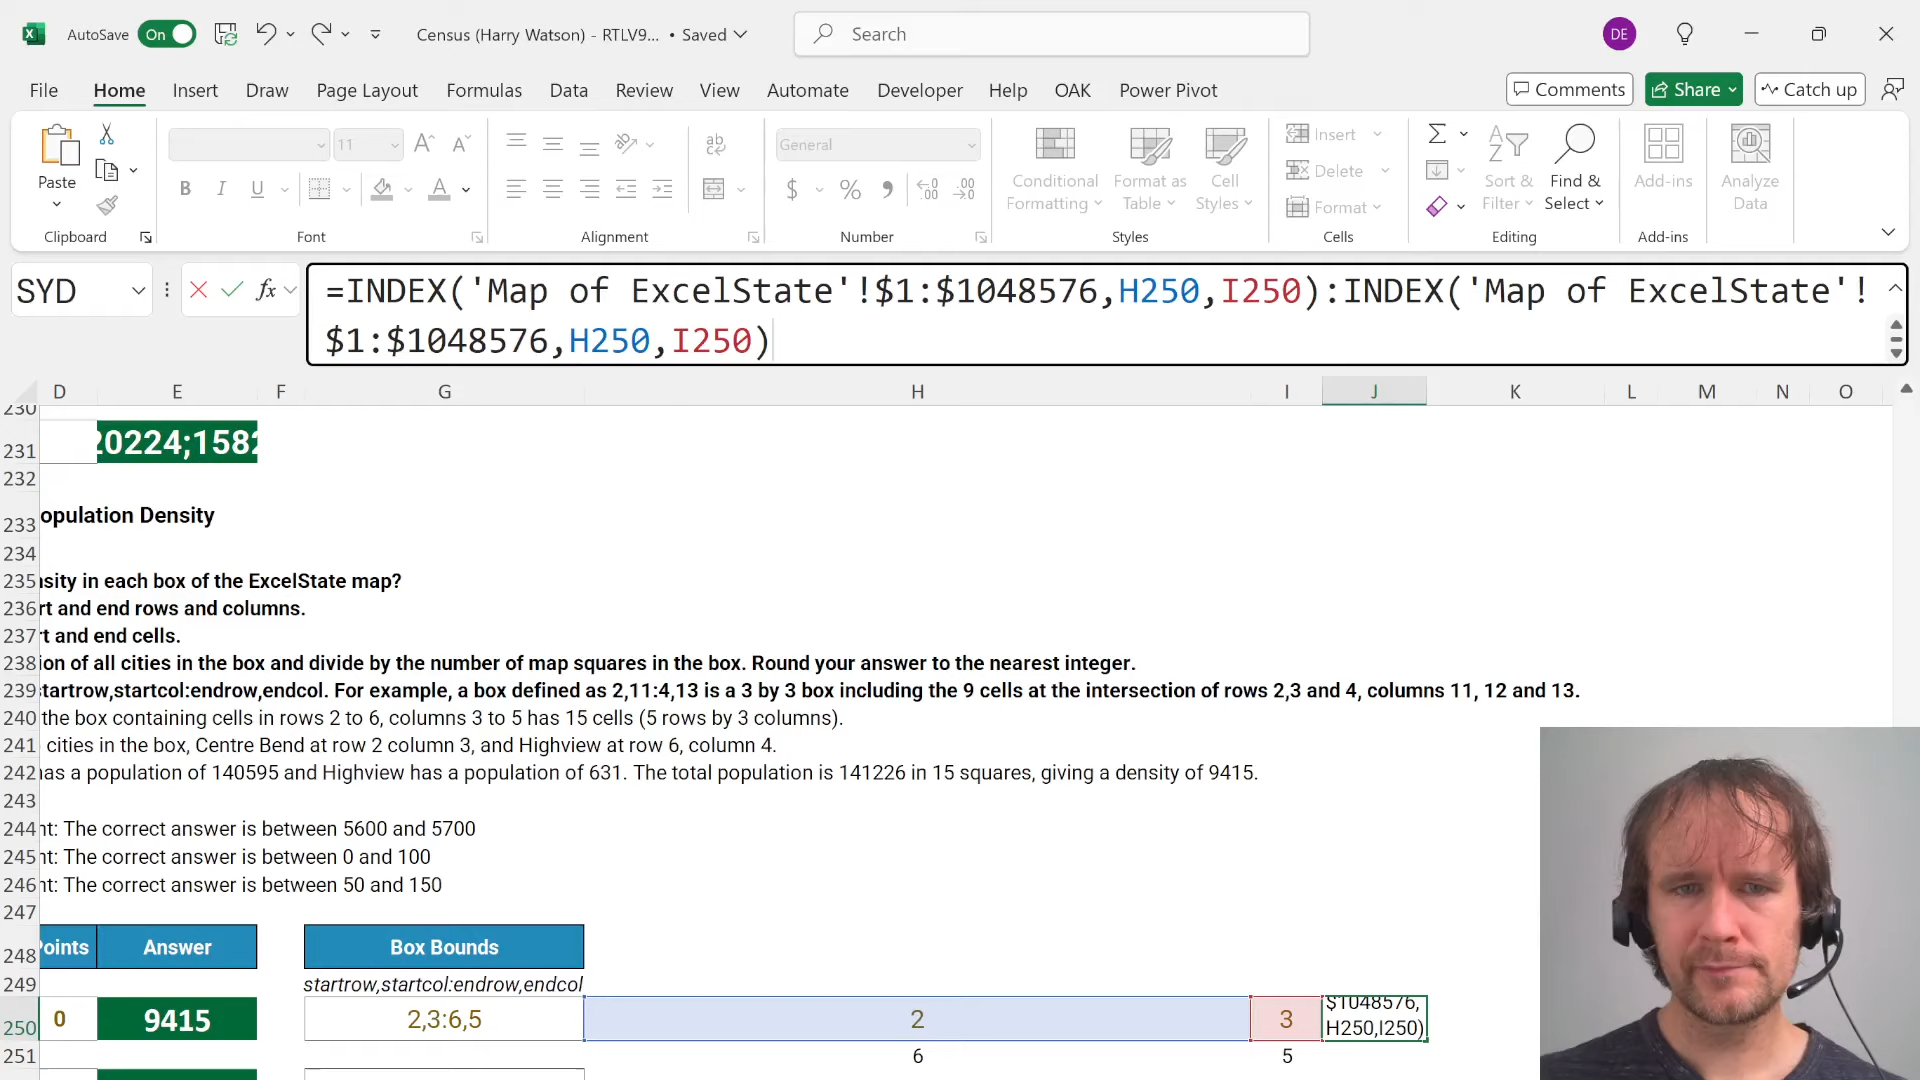 AutoSave On Census (Harry Watson) - RTLV9... • Saved Search DE
File Home Insert Draw Page Layout Formulas Data Review View Automate Developer Help OAK Power Pivot Comments Share Catch up
Paste 11 General Conditional Formatting Format as Table Cell Styles Insert Delete Format Sort & Filter Find & Select Add-ins Analyze Data
Clipboard Font Alignment Number Styles Cells Editing Add-ins
SYD fx =INDEX('Map of ExcelState'!$1:$1048576,H250,I250):INDEX('Map of ExcelState'!
$1:$1048576,H250,I250)
D E F G H I J K L M N O
230
231 20224;1582
232
233 opulation Density
234
235 nsity in each box of the ExcelState map?
236 rt and end rows and columns.
237 rt and end cells.
238 ion of all cities in the box and divide by the number of map squares in the box. Round your answer to the nearest integer.
239 startrow,startcol:endrow,endcol. For example, a box defined as 2,11:4,13 is a 3 by 3 box including the 9 cells at the intersection of rows 2,3 and 4, columns 11, 12 and 13.
240 the box containing cells in rows 2 to 6, columns 3 to 5 has 15 cells (5 rows by 3 columns).
241 cities in the box, Centre Bend at row 2 column 3, and Highview at row 6, column 4.
242 has a population of 140595 and Highview has a population of 631. The total population is 141226 in 15 squares, giving a density of 9415.
243
244 nt: The correct answer is between 5600 and 5700
245 nt: The correct answer is between 0 and 100
246 nt: The correct answer is between 50 and 150
247
248 Points Answer Box Bounds
249 startrow,startcol:endrow,endcol
250 0 9415 2,3:6,5 2 3 $1048576,
H250,I250)
251 6 5